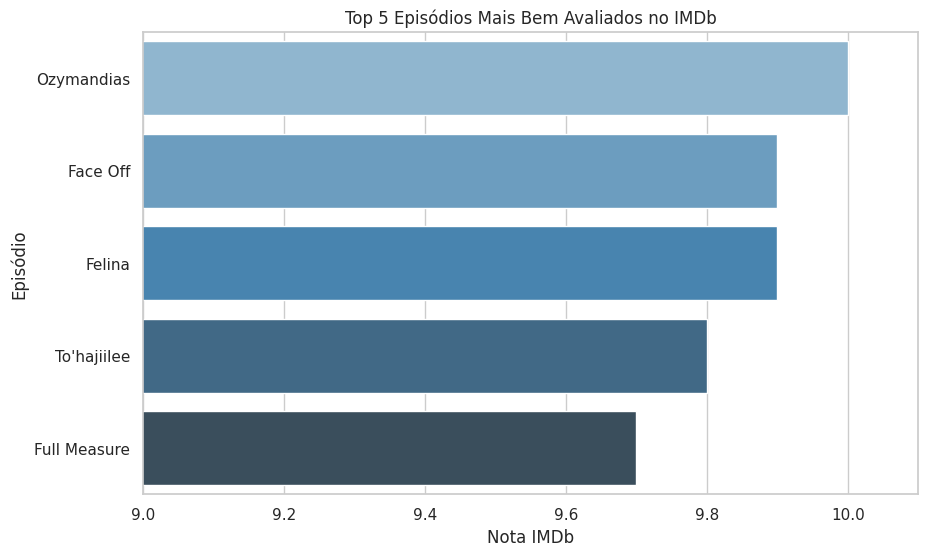 Top 5 Episódios Mais Bem Avaliados no IMDb
Episódio
Ozymandias
Face Off
Felina
To'hajiilee
Full Measure
9.0 9.2 9.4 9.6 9.8 10.0
Nota IMDb